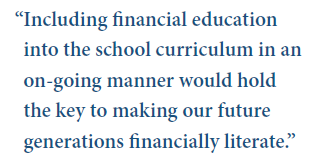 “Including financial education
into the school curriculum in an
on-going manner would hold
the key to making our future
generations financially literate.”